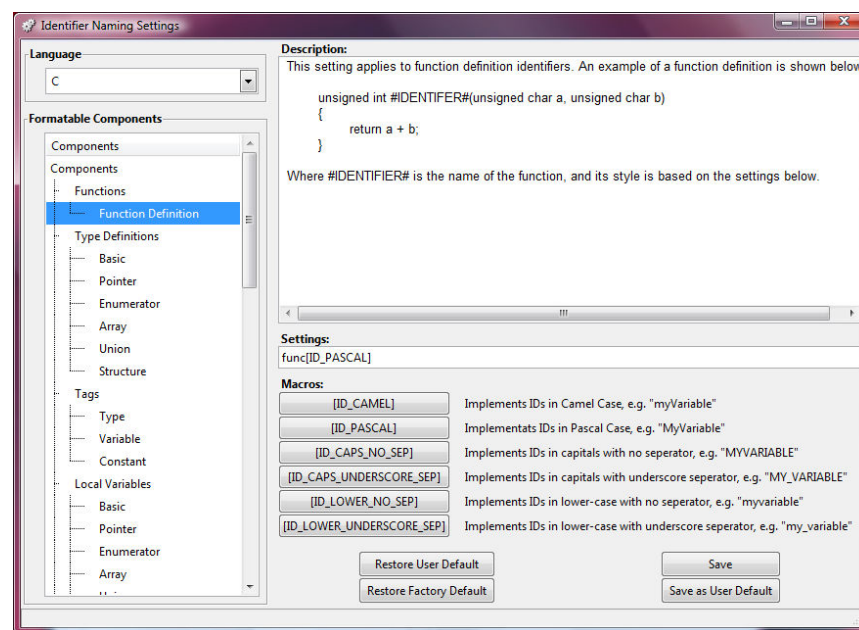 Identifier Naming Settings
Language
C
Formatable Components
Components
Components
Functions
Function Definition
Type Definitions
Basic
Pointer
Enumerator
Array
Union
Structure
Tags
Type
Variable
Constant
Local Variables
Basic
Pointer
Enumerator
Array
Description:
This setting applies to function definition identifiers. An example of a function definition is shown below
unsigned int #IDENTIFER#(unsigned char a, unsigned char b)
{
return a + b;
}
Where #IDENTIFIER# is the name of the function, and its style is based on the settings below.
Settings:
func[ID_PASCAL]
Macros:
[ID_CAMEL] Implements IDs in Camel Case, e.g. "myVariable"
[ID_PASCAL] Implementats IDs in Pascal Case, e.g. "MyVariable"
[ID_CAPS_NO_SEP] Implements IDs in capitals with no seperator, e.g. "MYVARIABLE"
[ID_CAPS_UNDERSCORE_SEP] Implements IDs in capitals with underscore seperator, e.g. "MY_VARIABLE"
[ID_LOWER_NO_SEP] Implements IDs in lower-case with no seperator, e.g. "myvariable"
[ID_LOWER_UNDERSCORE_SEP] Implements IDs in lower-case with underscore seperator, e.g. "my_variable"
Restore User Default Save
Restore Factory Default Save as User Default